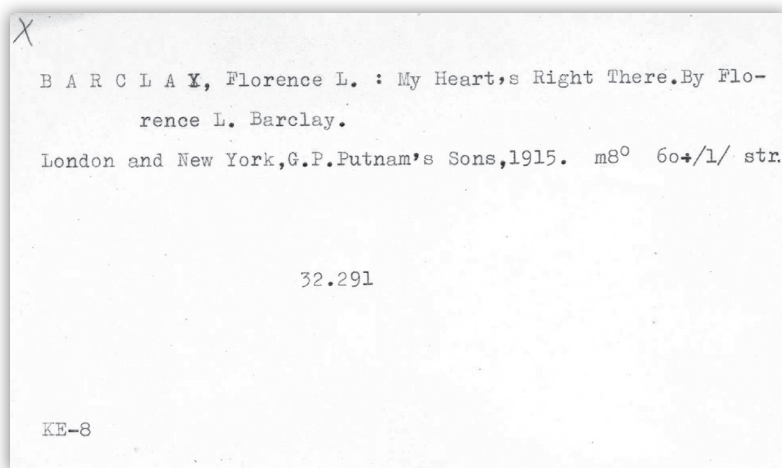 X
B A R C L A Y, Florence L. : My Heart,s Right There.By Flo-
rence L. Barclay.
London and New York,G.P.Putnam's Sons,1915. m8° 6o+/1/ str.
32.291
KE-8